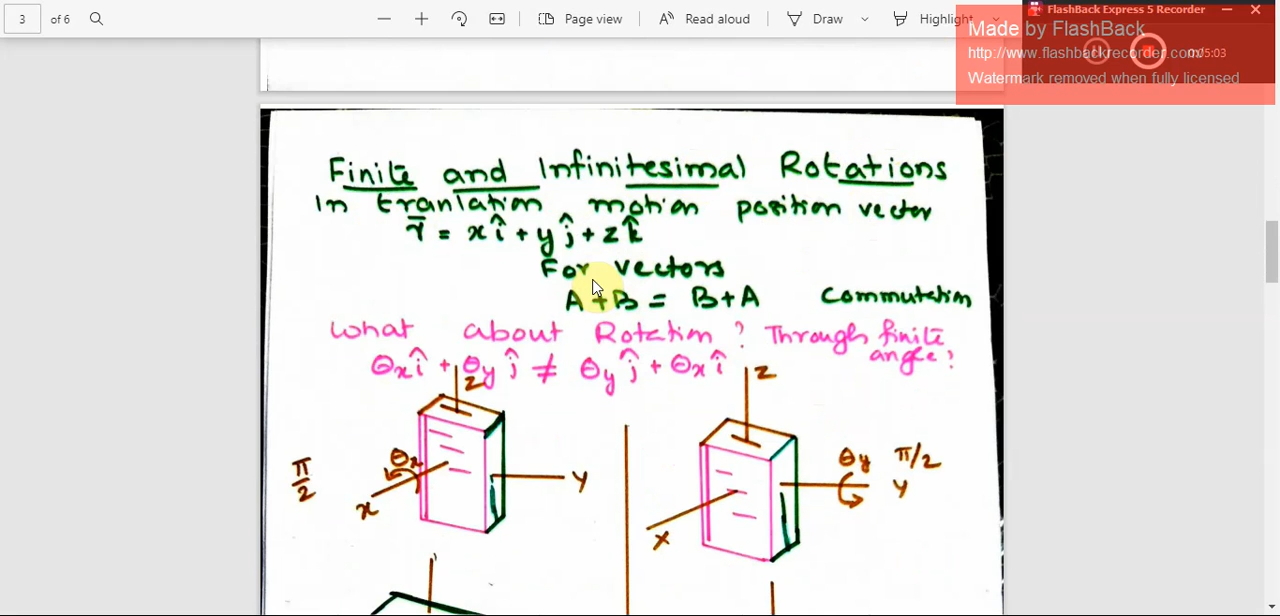 3 of 6
Page view
Read aloud
Draw
Highlight
FlashBack Express 5 Recorder
Made by FlashBack
http://www.flashbackrecorder.com
Watermark removed when fully licensed
Finite and Infinitesimal Rotations
In tranlation motion position vector
r̄ = xî + yĵ + zk̂
For vectors
A + B = B + A Commutation
What about Rotation? Through finite
angle?
θxî + θyĵ ≠ θyĵ + θxî
z
z
θx
π/2
y
x
θy π/2
y
x